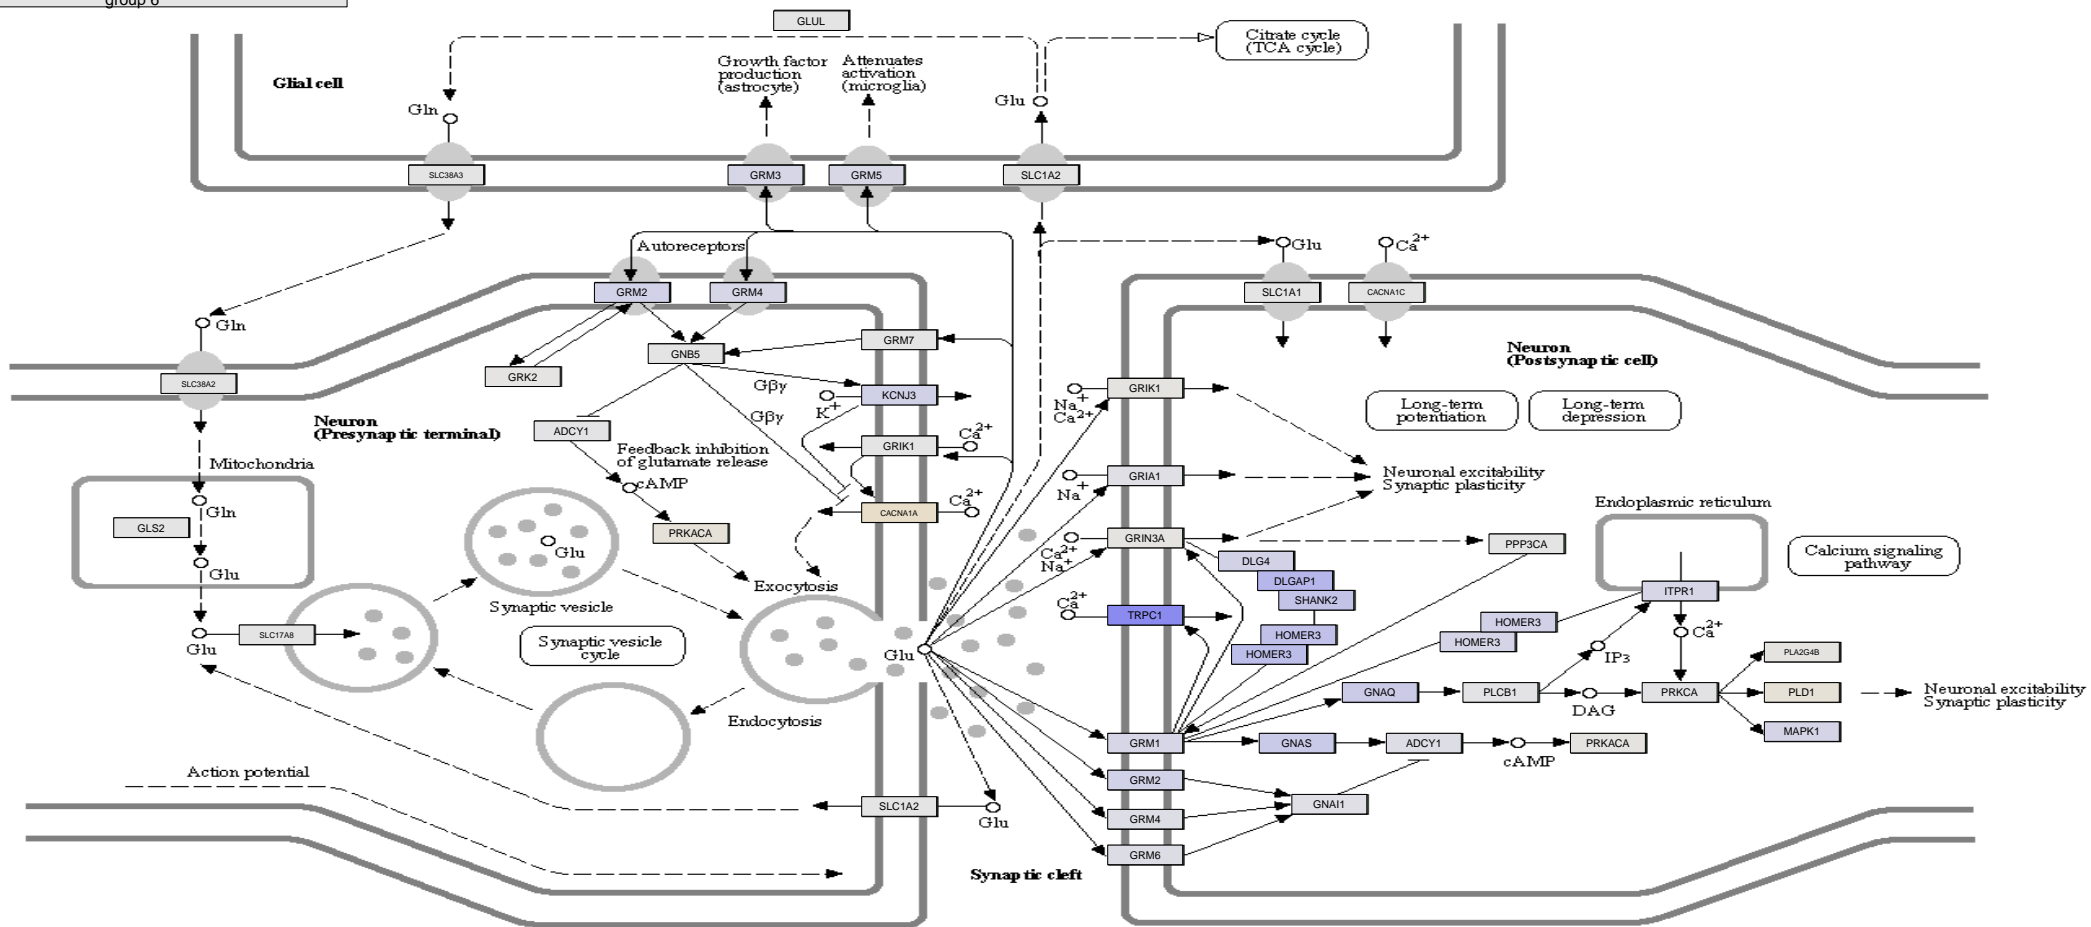 group 6
GLUL
Citrate cycle
(TCA cycle)
Growth factor
production
(astrocyte)
Attenuates
activation
(microglia)
Glial cell
Gln
Glu
SLC38A3
GRM3
GRM5
SLC1A2
Autoreceptors
Glu
Ca2+
GRM2
GRM4
SLC1A1
CACNA1C
Gln
GRM7
GNB5
GRK2
Neuron
(Postsynaptic cell)
SLC38A2
Gβγ
KCNJ3
K+
Gβγ
GRIK1
Na+
Ca2+
Long-term
potentiation
Long-term
depression
Neuron
(Presynaptic terminal)
ADCY1
Feedback inhibition
of glutamate release
GRIK1
Ca2+
Mitochondria
cAMP
GRIA1
Na+
Neuronal excitability
Synaptic plasticity
Gln
GLS2
Glu
Glu
PRKACA
CACNA1A
Ca2+
Endoplasmic reticulum
GRIN3A
Ca2+
Na+
PPP3CA
DLG4
DLGAP1
SHANK2
HOMER3
HOMER3
Calcium signaling
pathway
Exocytosis
Synaptic vesicle
Ca2+
TRPC1
ITPR1
HOMER3
HOMER3
Ca2+
IP3
SLC17A8
Glu
Synaptic vesicle
cycle
Glu
PLA2G4B
GNAQ
PLCB1
DAG
PRKCA
PLD1
Neuronal excitability
Synaptic plasticity
MAPK1
Endocytosis
GRM1
GNAS
ADCY1
cAMP
PRKACA
Action potential
GRM2
GRM4
GNAI1
GRM6
SLC1A2
Glu
Synaptic cleft